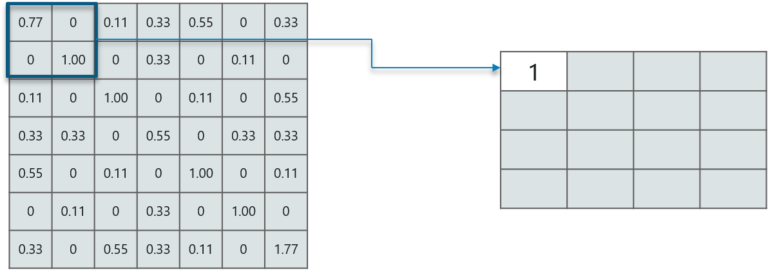 0.77 0 0.11 0.33 0.55 0 0.33
0 1.00 0 0.33 0 0.11 0
0.11 0 1.00 0 0.11 0 0.55
0.33 0.33 0 0.55 0 0.33 0.33
0.55 0 0.11 0 1.00 0 0.11
0 0.11 0 0.33 0 1.00 0
0.33 0 0.55 0.33 0.11 0 1.77
1